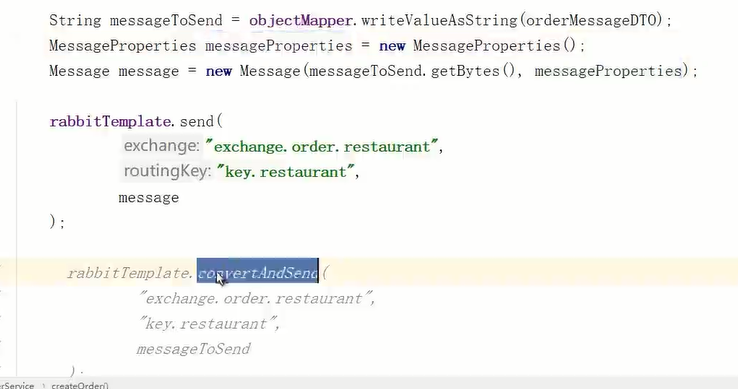 String messageToSend = objectMapper.writeValueAsString(orderMessageDTO);
MessageProperties messageProperties = new MessageProperties();
Message message = new Message(messageToSend.getBytes(), messageProperties);
rabbitTemplate.send(
exchange: "exchange.order.restaurant",
routingKey: "key.restaurant",
message
);
rabbitTemplate.convertAndSend(
"exchange.order.restaurant",
"key.restaurant",
messageToSend
);
erService › createOrder()